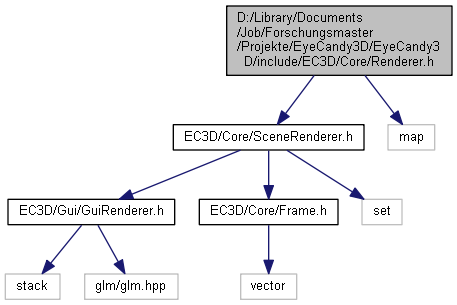 D:/Library/Documents
/Job/Forschungsmaster
/Projekte/EyeCandy3D/EyeCandy3
D/include/EC3D/Core/Renderer.h
EC3D/Core/SceneRenderer.h
map
EC3D/Gui/GuiRenderer.h
EC3D/Core/Frame.h
set
stack
glm/glm.hpp
vector